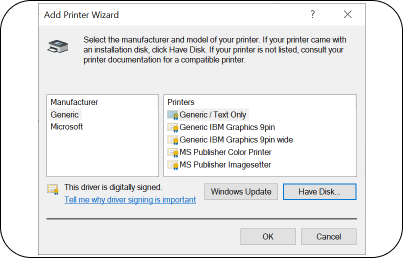 Add Printer Wizard
Select the manufacturer and model of your printer. If your printer came with
an installation disk, click Have Disk. If your printer is not listed, consult your
printer documentation for a compatible printer.
Manufacturer
Generic
Microsoft
Printers
Generic / Text Only
Generic IBM Graphics 9pin
Generic IBM Graphics 9pin wide
MS Publisher Color Printer
MS Publisher Imagesetter
This driver is digitally signed.
Tell me why driver signing is important
Windows Update
Have Disk...
OK
Cancel